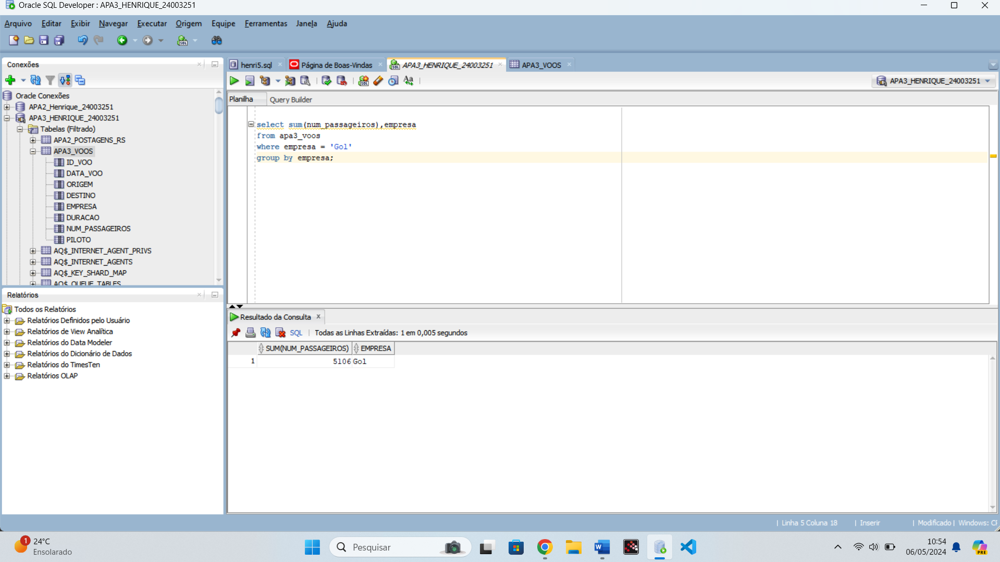 Oracle SQL Developer : APA3_HENRIQUE_24003251
Arquivo Editar Exibir Navegar Executar Origem Equipe Ferramentas Janela Ajuda
Conexões
Oracle Conexões
APA2_Henrique_24003251
APA3_HENRIQUE_24003251
Tabelas (Filtrado)
APA2_POSTAGENS_RS
APA3_VOOS
ID_VOO
DATA_VOO
ORIGEM
DESTINO
EMPRESA
DURACAO
NUM_PASSAGEIROS
PILOTO
AQ$_INTERNET_AGENT_PRIVS
AQ$_INTERNET_AGENTS
AQ$_KEY_SHARD_MAP
AQ$_QUEUE_TABLES
Relatórios
Todos os Relatórios
Relatórios Definidos pelo Usuário
Relatórios de View Analítica
Relatórios do Data Modeler
Relatórios do Dicionário de Dados
Relatórios do TimesTen
Relatórios OLAP
henri5.sql Página de Boas-Vindas APA3_HENRIQUE_24003251 APA3_VOOS
APA3_HENRIQUE_24003251
Planilha Query Builder
select sum(num_passageiros),empresa
from apa3_voos
where empresa = 'Gol'
group by empresa;
Resultado da Consulta
SQL | Todas as Linhas Extraídas: 1 em 0,005 segundos
SUM(NUM_PASSAGEIROS) EMPRESA
1 5106 Gol
| Linha 5 Coluna 18 | Inserir | Modificado | Windows: CF
1 24°C
Ensolarado
Pesquisar
10:54
06/05/2024
PRE